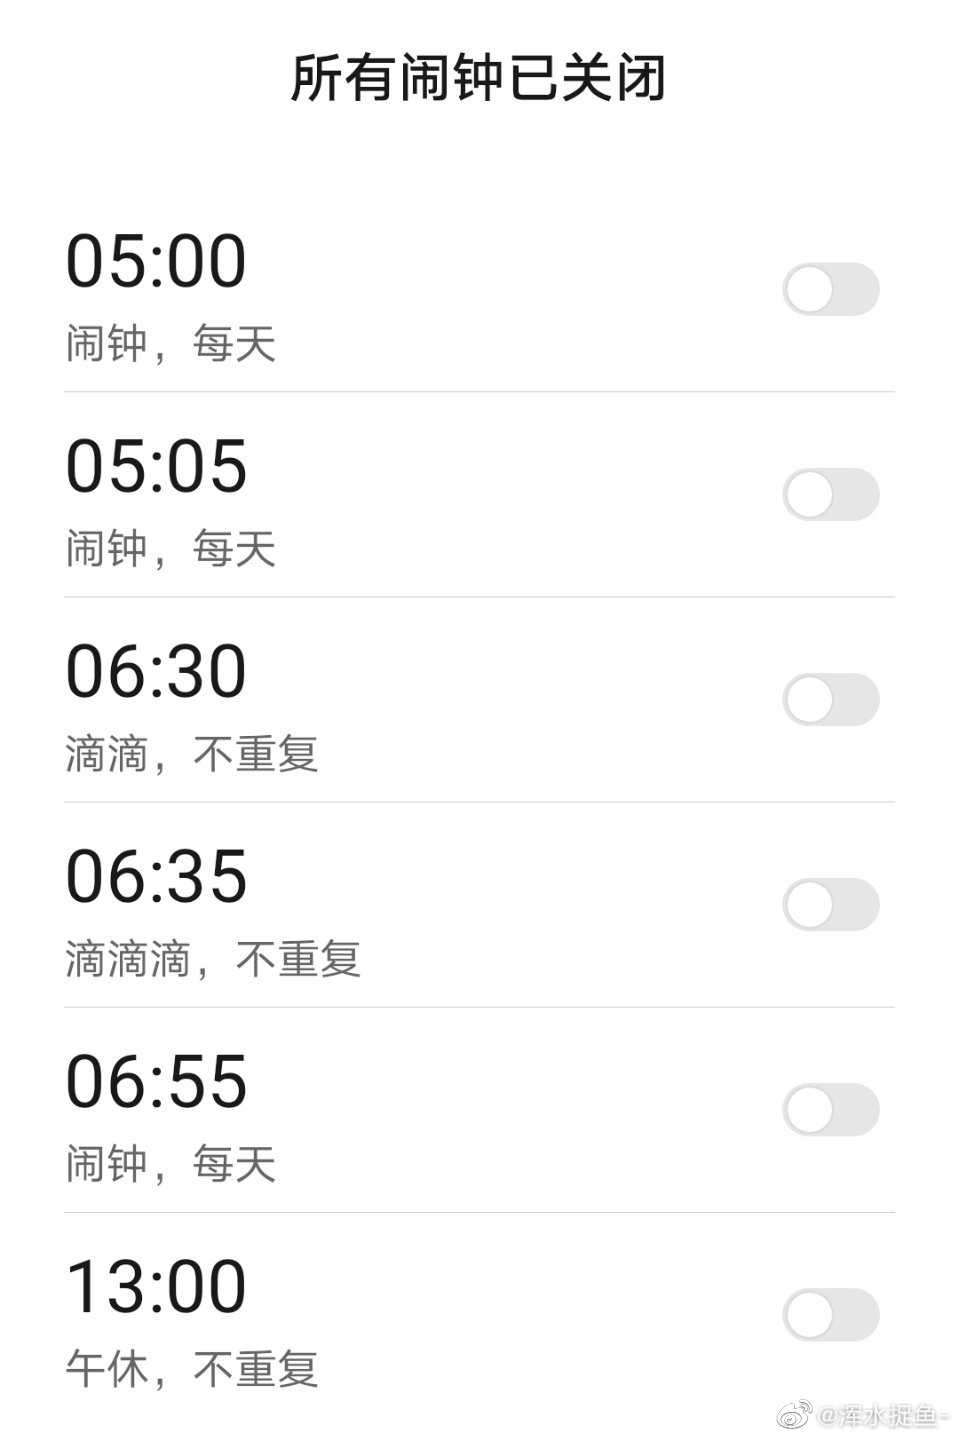 所有闹钟已关闭
05:00
闹钟，每天
05:05
闹钟，每天
06:30
滴滴，不重复
06:35
滴滴滴，不重复
06:55
闹钟，每天
13:00
午休，不重复
@浑水捉鱼-